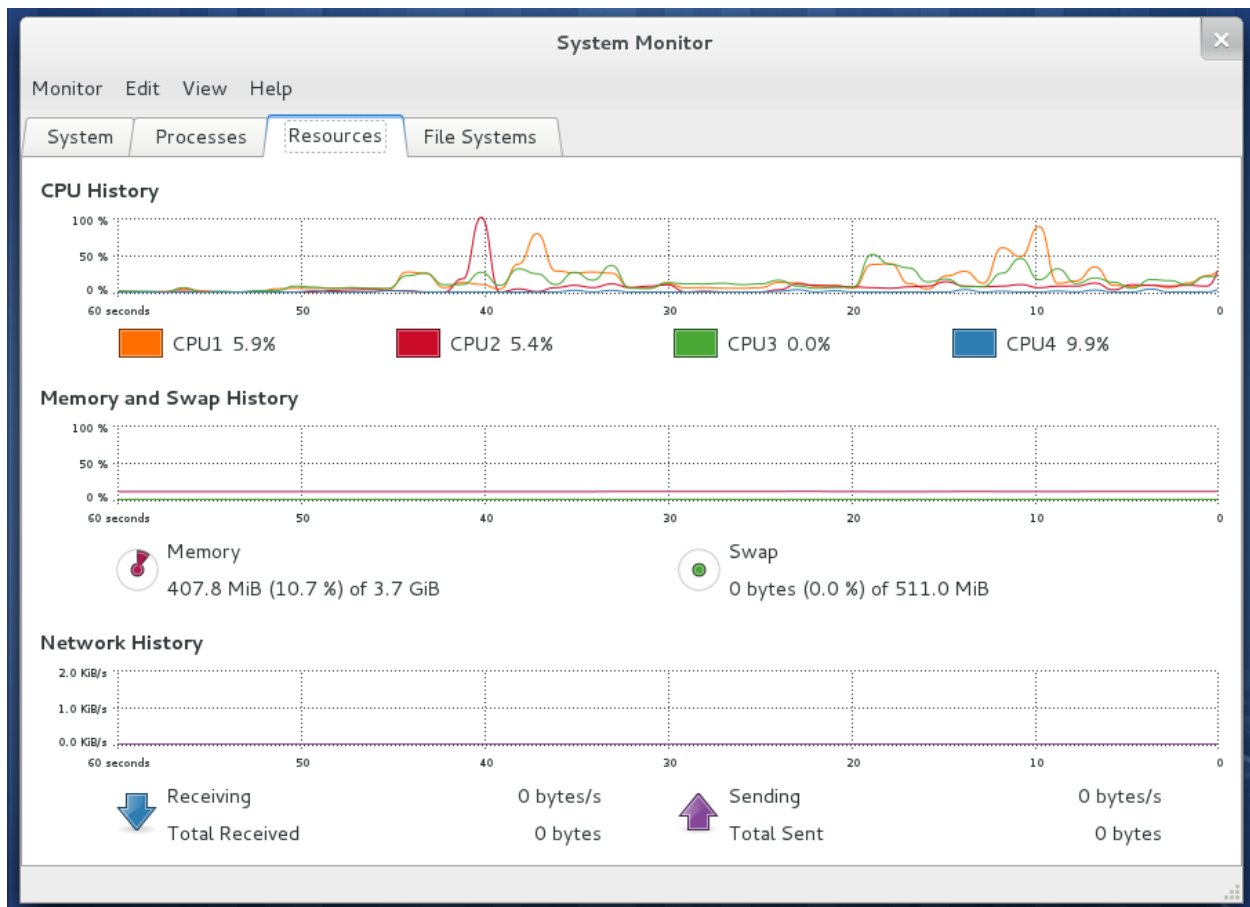 System Monitor
Monitor Edit View Help
System Processes Resources File Systems
CPU History
100 %
50 %
0 %
60 seconds 50 40 30 20 10 0
CPU1 5.9% CPU2 5.4% CPU3 0.0% CPU4 9.9%
Memory and Swap History
100 %
50 %
0 %
60 seconds 50 40 30 20 10 0
Memory Swap
407.8 MiB (10.7 %) of 3.7 GiB 0 bytes (0.0 %) of 511.0 MiB
Network History
2.0 KiB/s
1.0 KiB/s
0.0 KiB/s
60 seconds 50 40 30 20 10 0
Receiving 0 bytes/s Sending 0 bytes/s
Total Received 0 bytes Total Sent 0 bytes